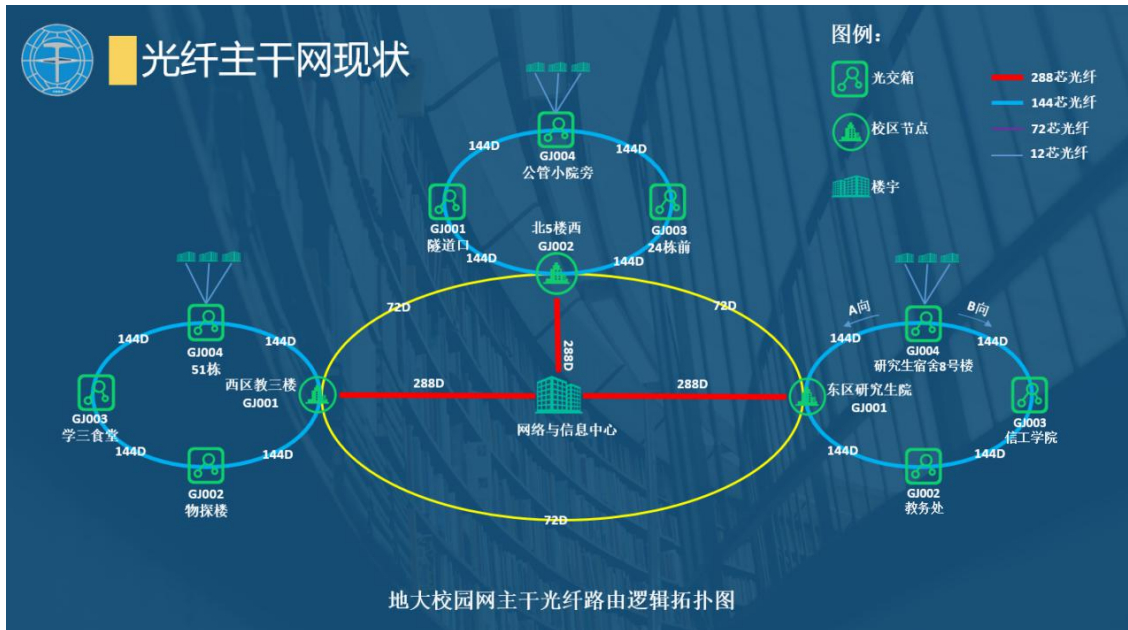 光纤主干网现状
图例：
光交箱
校区节点
楼宇
288芯光纤
144芯光纤
72芯光纤
12芯光纤
144D
144D
GJ004
公管小院旁
GJ001
隧道口
GJ003
24栋前
144D
144D
北5楼西
GJ002
72D
72D
288D
144D
144D
GJ004
51栋
GJ003
学三食堂
西区教三楼
GJ001
144D
144D
GJ002
物探楼
288D
288D
网络与信息中心
A向
B向
144D
144D
GJ004
研究生宿舍8号楼
东区研究生院
GJ001
GJ003
信工学院
144D
144D
GJ002
教务处
72D
地大校园网主干光纤路由逻辑拓扑图